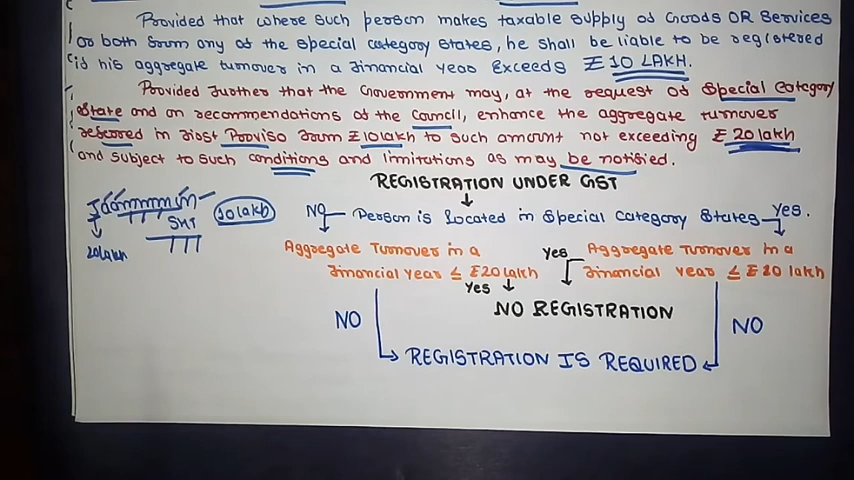 Provided that where such person makes taxable supply of Goods OR Services
or both from any of the special category states, he shall be liable to be registered
if his aggregate turnover in a financial year exceeds ₹ 10 LAKH.
Provided further that the Government may, at the request of Special Category
State and on recommendations of the Council, enhance the aggregate turnover
referred in first Proviso from ₹10lakh to such amount not exceeding ₹ 20 lakh
and subject to such conditions and limitations as may be notified.
REGISTRATION UNDER GST
NO Person is located in Special category States Yes.
Aggregate Turnover in a Yes Aggregate Turnover in a
financial year ≤ ₹20 lakh financial year ≤ ₹10 lakh
Yes
NO REGISTRATION
NO NO
REGISTRATION IS REQUIRED
10 lakh
20 lakh